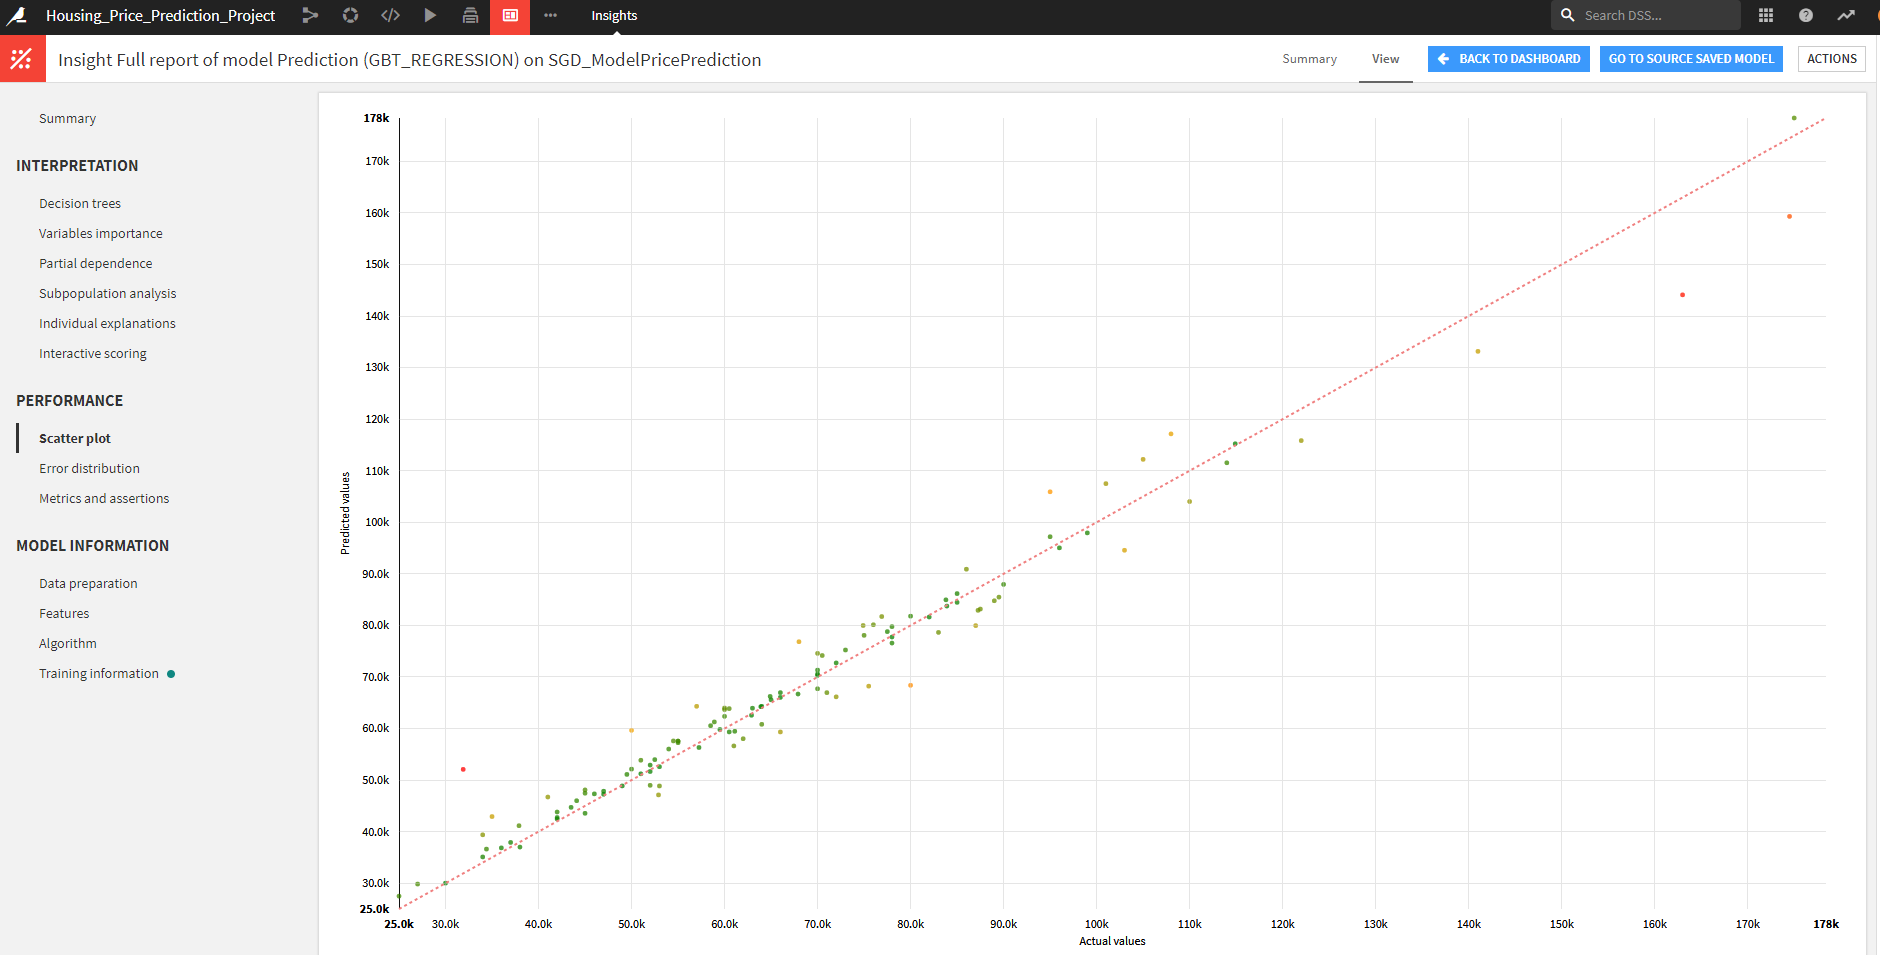 Housing_Price_Prediction_Project
Insights
Search DSS...
Insight Full report of model Prediction (GBT_REGRESSION) on SGD_ModelPricePrediction
Summary
View
BACK TO DASHBOARD
GO TO SOURCE SAVED MODEL
ACTIONS
Summary
INTERPRETATION
Decision trees
Variables importance
Partial dependence
Subpopulation analysis
Individual explanations
Interactive scoring
PERFORMANCE
Scatter plot
Error distribution
Metrics and assertions
MODEL INFORMATION
Data preparation
Features
Algorithm
Training information
Predicted values
178k
170k
160k
150k
140k
130k
120k
110k
100k
90.0k
80.0k
70.0k
60.0k
50.0k
40.0k
30.0k
25.0k
25.0k 30.0k 40.0k 50.0k 60.0k 70.0k 80.0k 90.0k 100k 110k 120k 130k 140k 150k 160k 170k 178k
Actual values